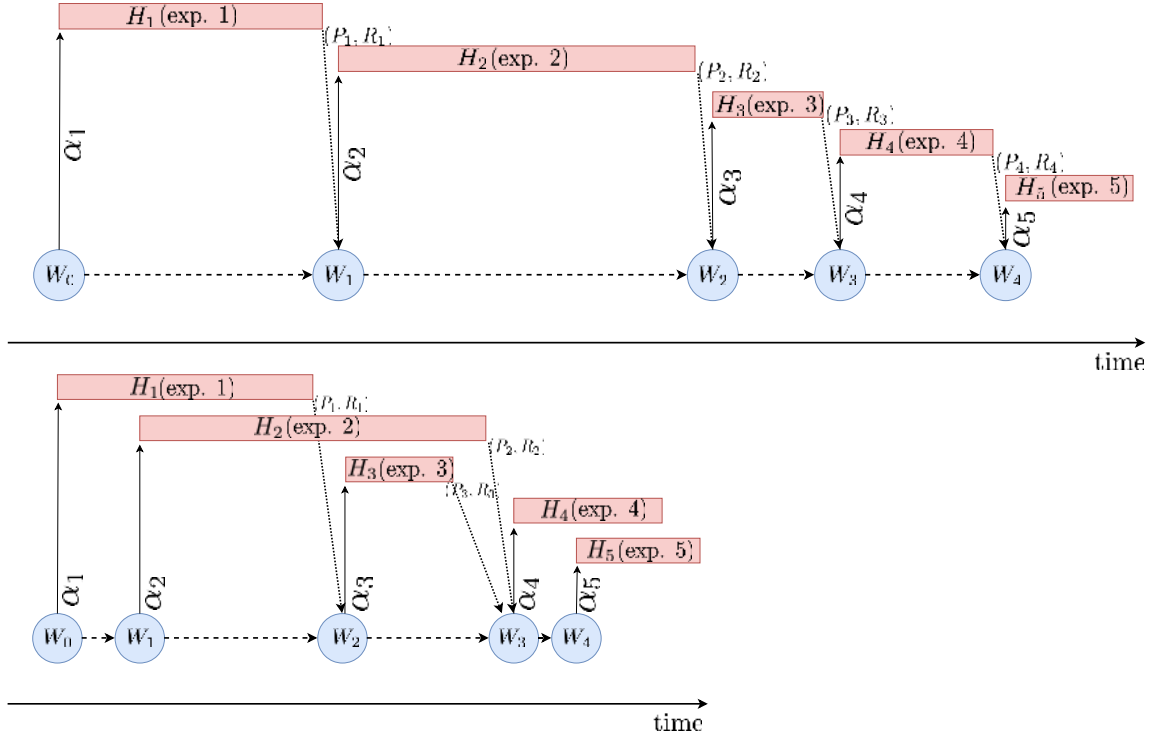 H₁(exp. 1)
(P₁, R₁)
H₂(exp. 2)
(P₂, R₂)
H₃(exp. 3)
(P₃, R₃)
H₄(exp. 4)
(P₄, R₄)
H₅(exp. 5)
α₁
α₂
α₃
α₄
α₅
W₀
W₁
W₂
W₃
W₄
time
H₁(exp. 1)
(P₁, R₁)
H₂(exp. 2)
(P₂, R₂)
H₃(exp. 3)
(P₃, R₃)
H₄(exp. 4)
H₅(exp. 5)
α₁
α₂
α₃
α₄
α₅
W₀
W₁
W₂
W₃
W₄
time